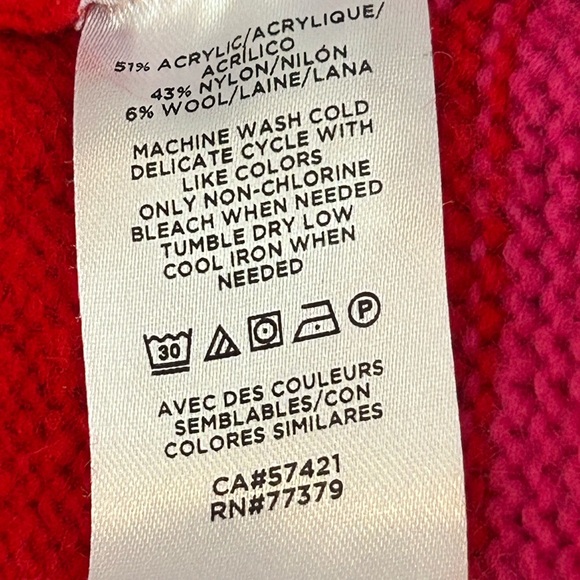 51% ACRYLIC/ACRYLIQUE/
ACRÍLICO
43% NYLON/NILÓN
6% WOOL/LAINE/LANA
MACHINE WASH COLD
DELICATE CYCLE WITH
LIKE COLORS
ONLY NON-CHLORINE
BLEACH WHEN NEEDED
TUMBLE DRY LOW
COOL IRON WHEN
NEEDED
30 P
AVEC DES COULEURS
SEMBLABLES/CON
COLORES SIMILARES
CA#57421
RN#77379